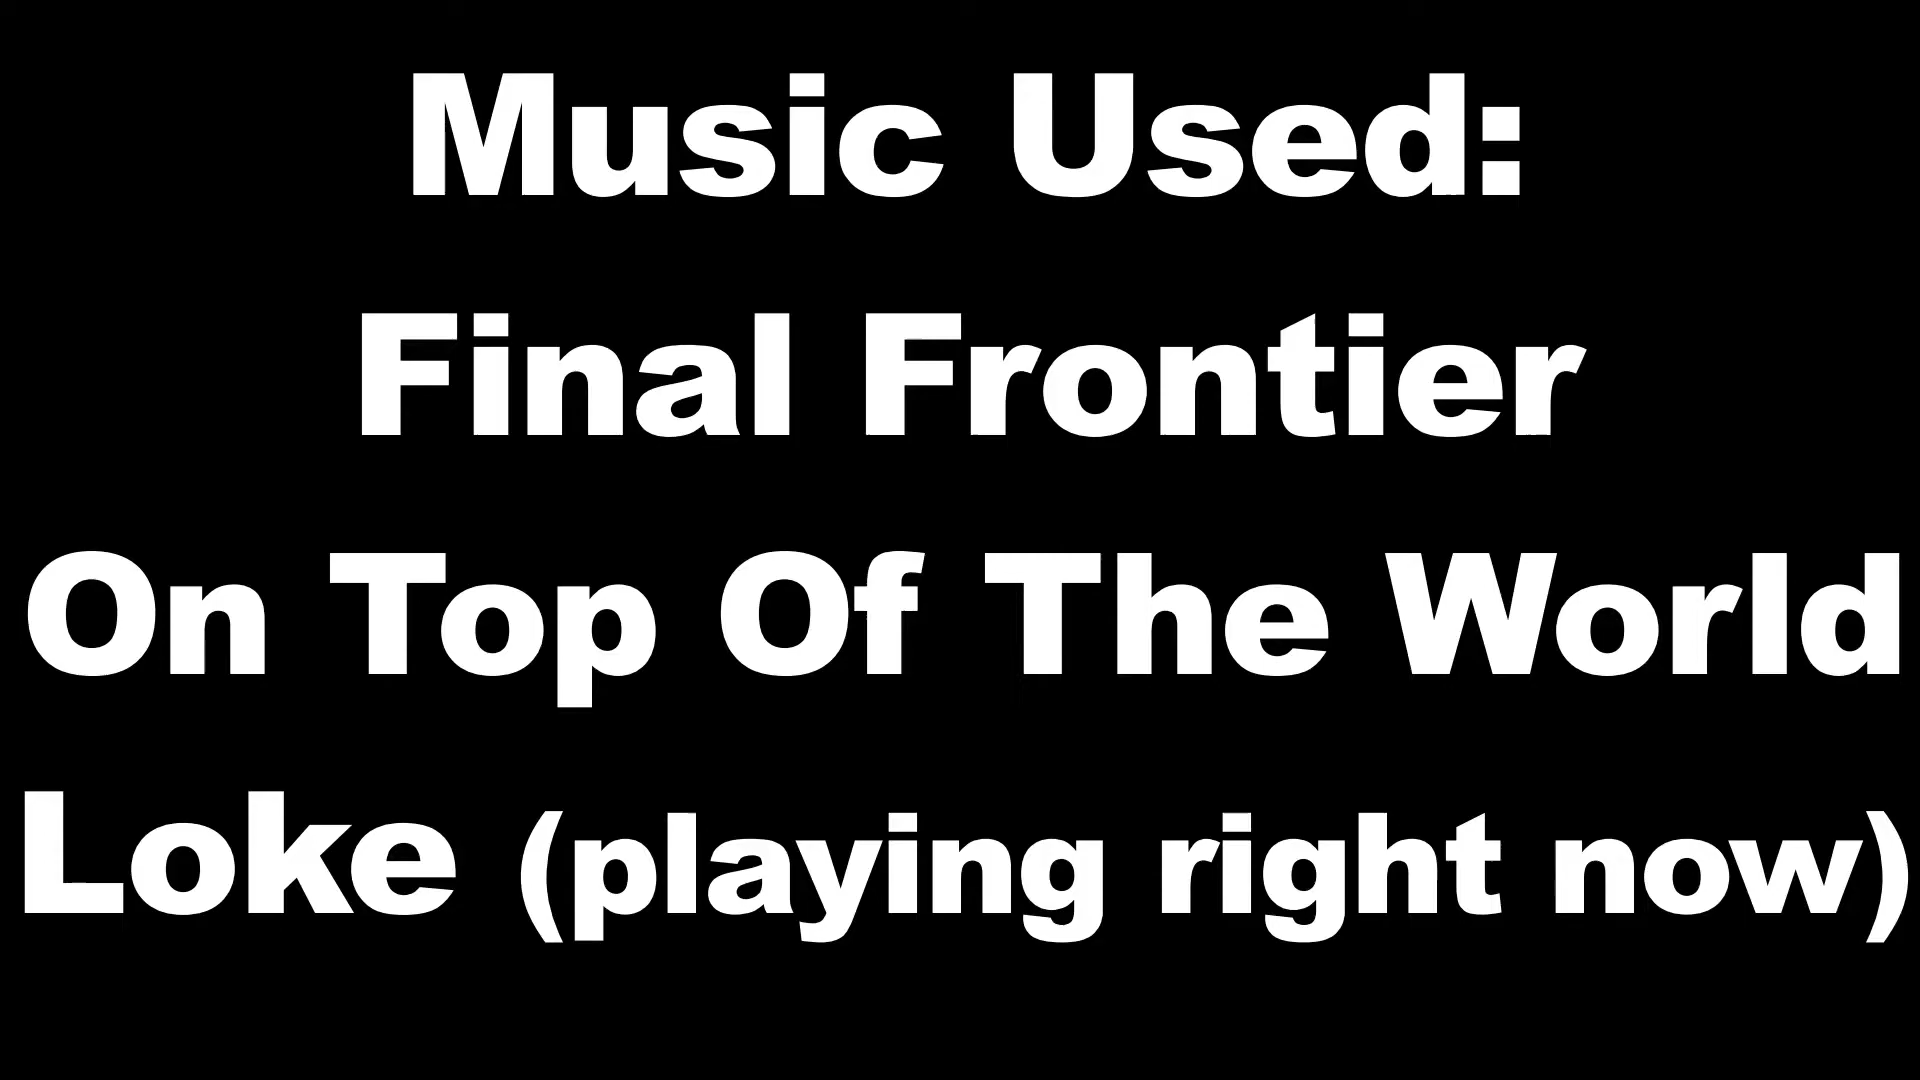 Music Used:
Final Frontier
On Top Of The World
Loke (playing right now)